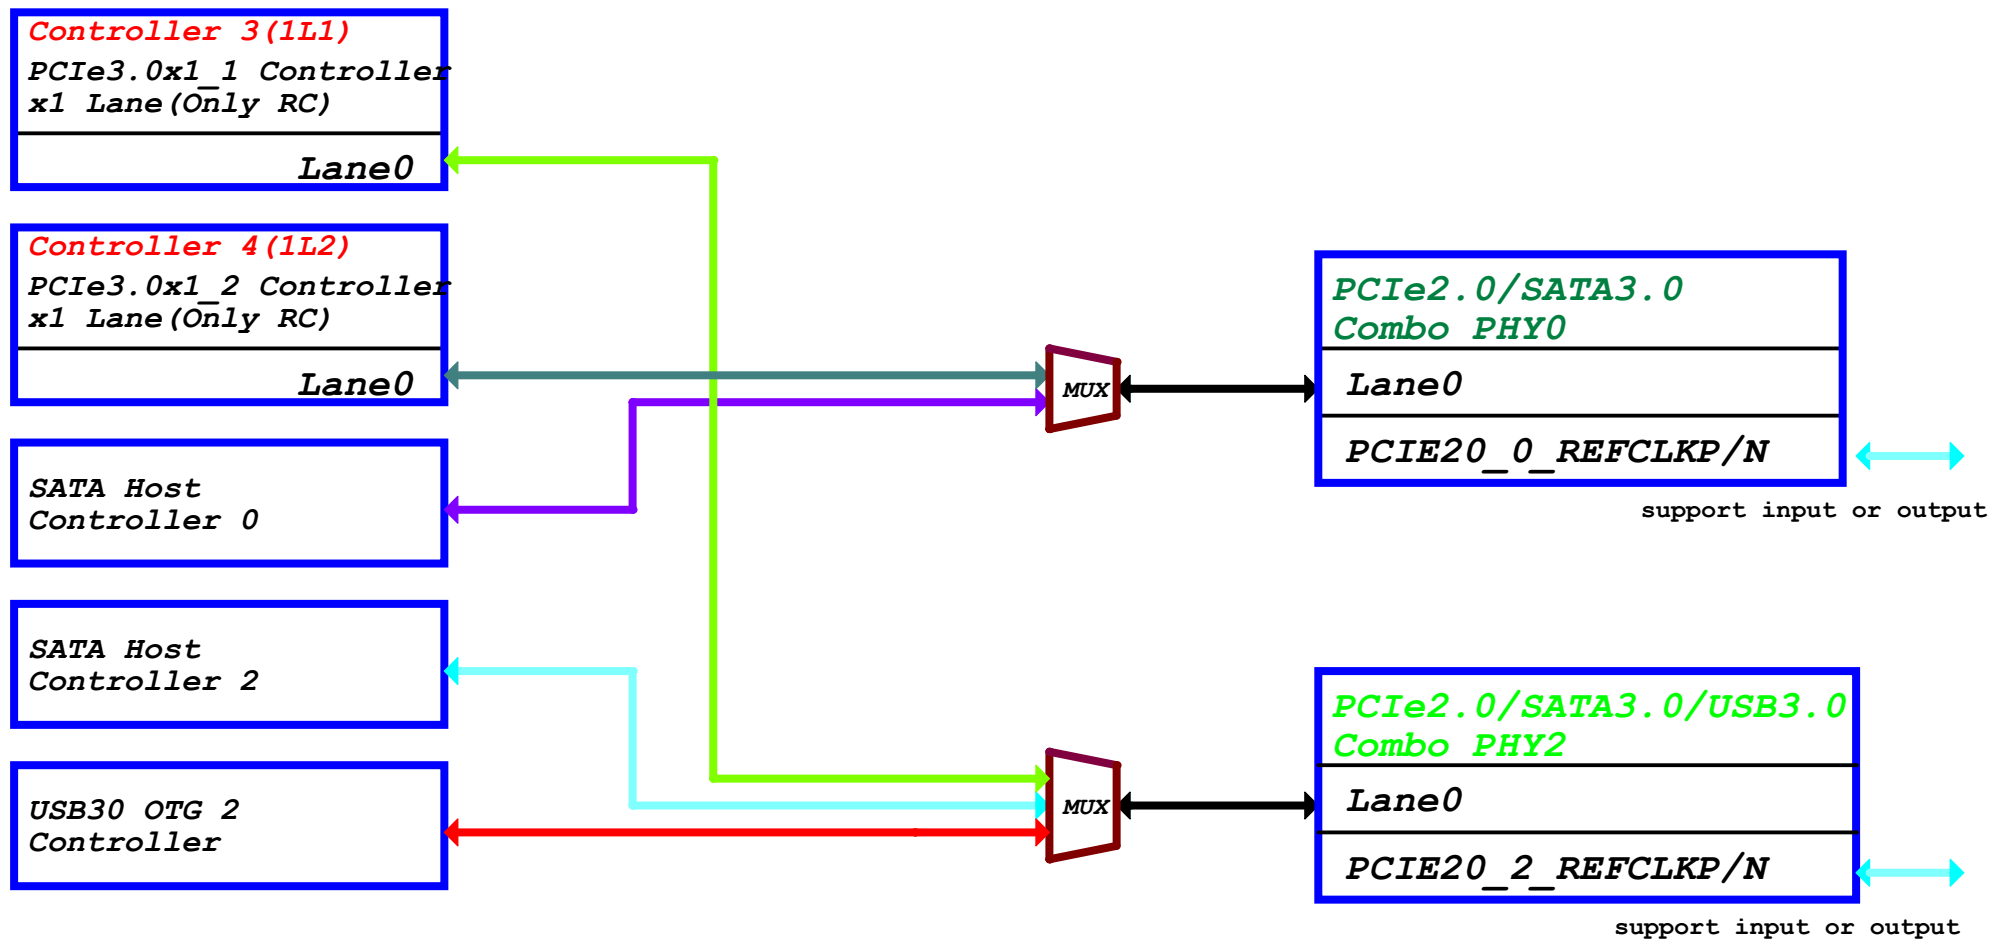 Controller 3(1L1)
PCIe3.0x1_1 Controller
x1 Lane(Only RC)
Lane0
Controller 4(1L2)
PCIe3.0x1_2 Controller
x1 Lane(Only RC)
Lane0
SATA Host
Controller 0
SATA Host
Controller 2
USB30 OTG 2
Controller
MUX
MUX
PCIe2.0/SATA3.0
Combo PHY0
Lane0
PCIE20_0_REFCLKP/N
support input or output
PCIe2.0/SATA3.0/USB3.0
Combo PHY2
Lane0
PCIE20_2_REFCLKP/N
support input or output